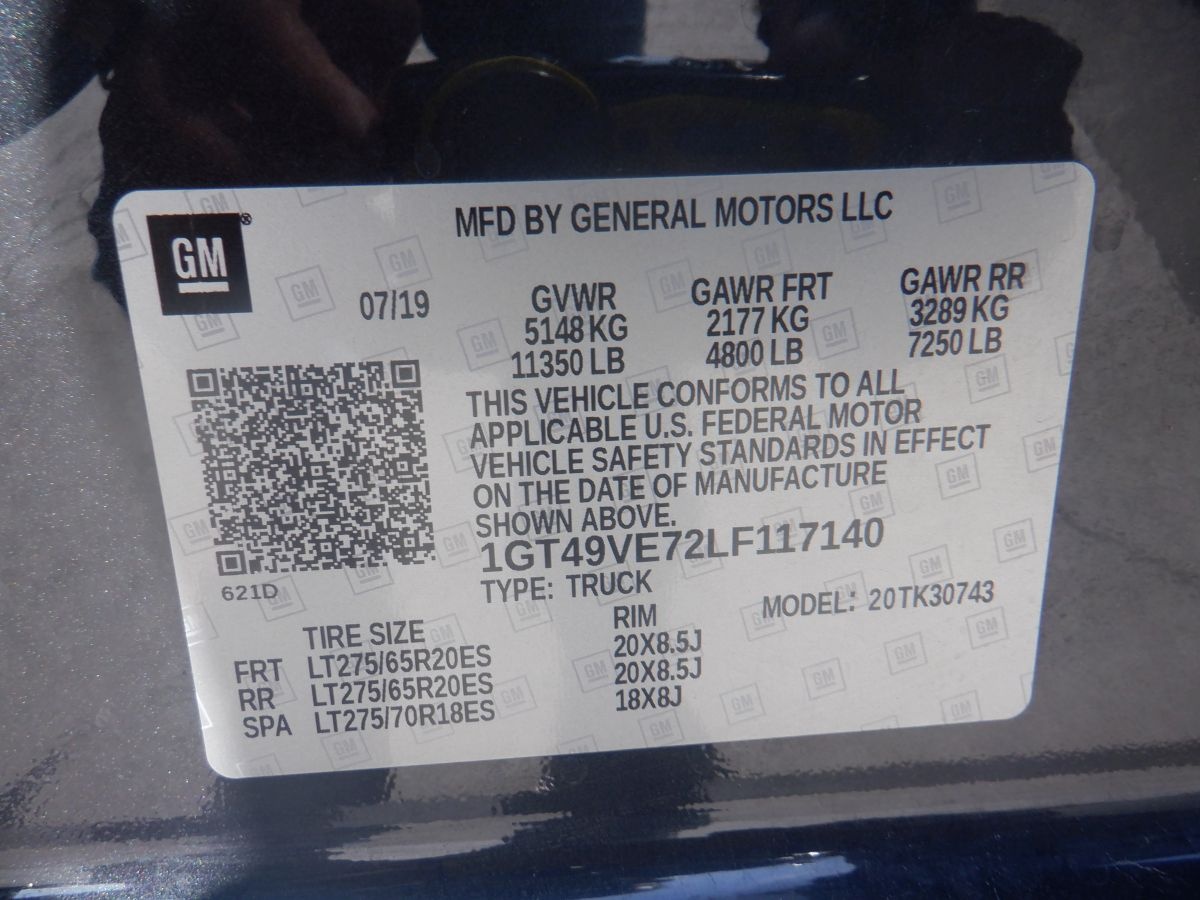 MFD BY GENERAL MOTORS LLC
GM®
07/19
GVWR GAWR FRT GAWR RR
5148 KG 2177 KG 3289 KG
11350 LB 4800 LB 7250 LB
THIS VEHICLE CONFORMS TO ALL
APPLICABLE U.S. FEDERAL MOTOR
VEHICLE SAFETY STANDARDS IN EFFECT
ON THE DATE OF MANUFACTURE
SHOWN ABOVE.
1GT49VE72LF117140
621D
TYPE: TRUCK MODEL: 20TK30743
TIRE SIZE RIM
FRT LT275/65R20ES 20X8.5J
RR LT275/65R20ES 20X8.5J
SPA LT275/70R18ES 18X8J